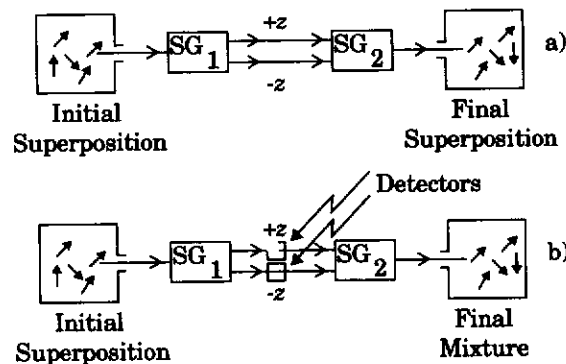 +z
SG1 SG2 a)
-z
Initial Superposition
Final Superposition
Detectors
+z
SG1 SG2 b)
-z
Initial Superposition
Final Mixture